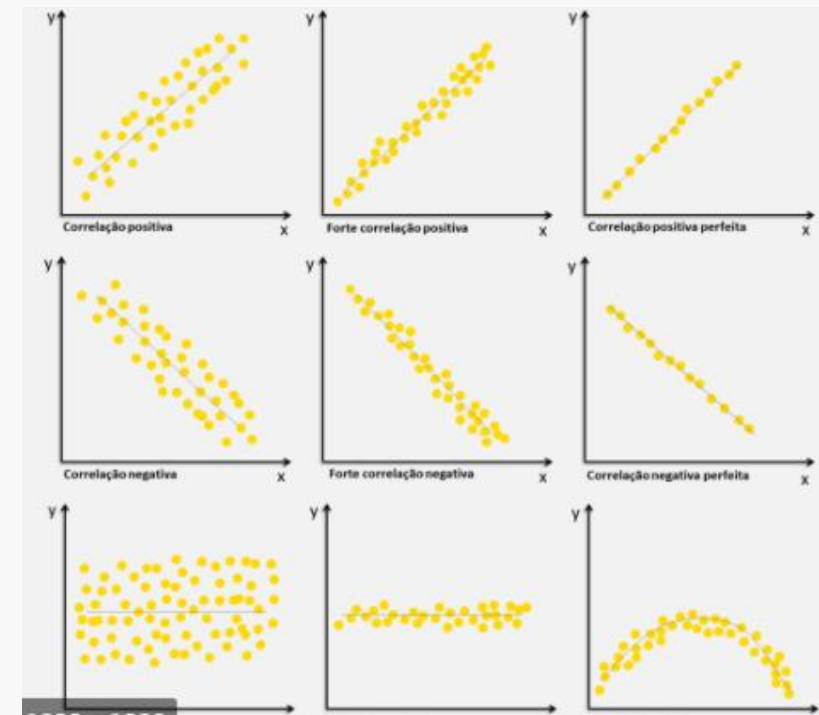 y
y
y
Correlação positiva
x
Forte correlação positiva
x
Correlação positiva perfeita
x
y
y
y
Correlação negativa
x
Forte correlação negativa
x
Correlação negativa perfeita
x
y
y
y